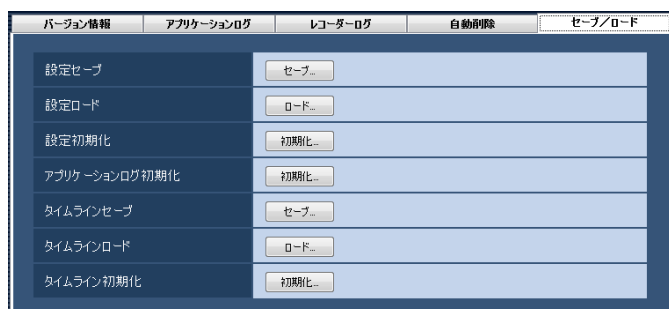 バージョン情報 アプリケーションログ レコーダーログ 自動削除 セーブ/ロード
設定セーブ セーブ...
設定ロード ロード...
設定初期化 初期化...
アプリケーションログ初期化 初期化...
タイムラインセーブ セーブ...
タイムラインロード ロード...
タイムライン初期化 初期化...